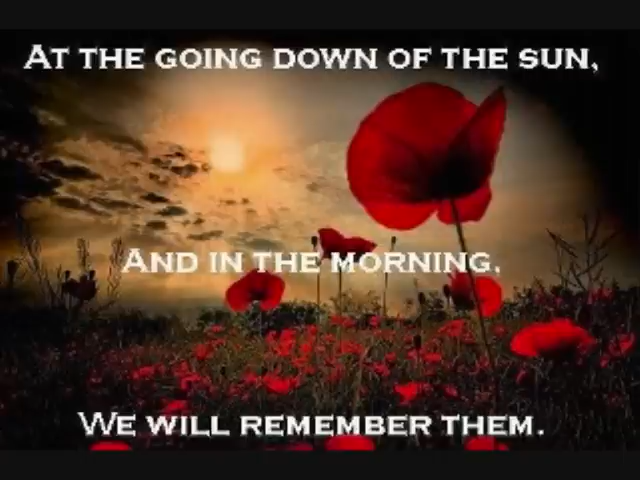 At the going down of the sun,
And in the morning.
We will remember them.